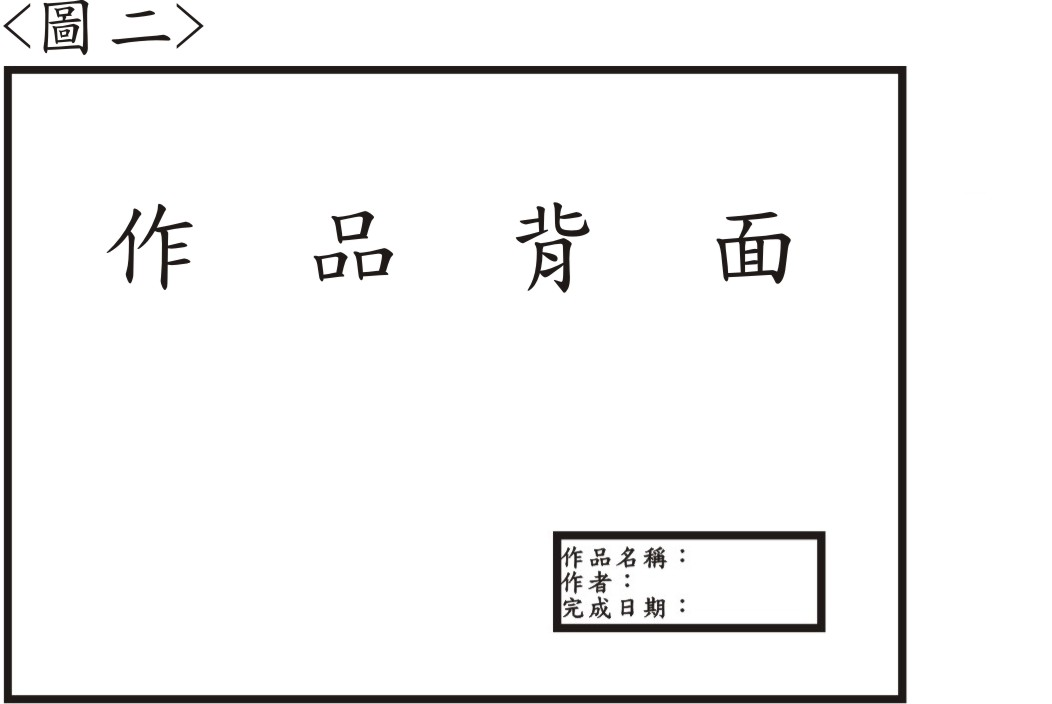 <圖 二>
作 品 背 面
作品名稱：
作者：
完成日期：